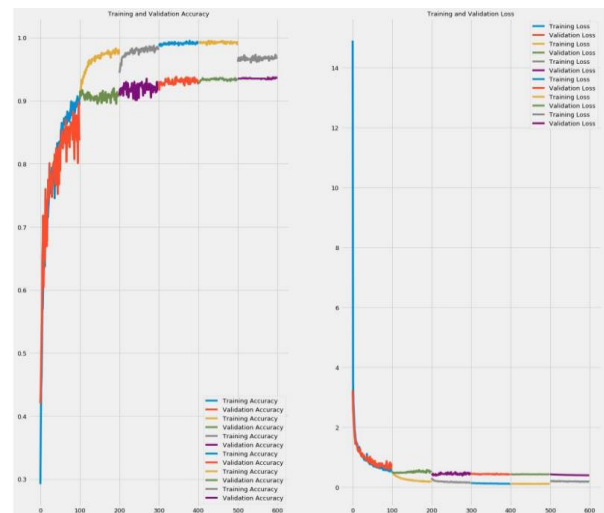 Training and Validation Accuracy
1.0
0.9
0.8
0.7
0.6
0.5
0.4
0.3
0
100
200
300
400
500
600
Training Accuracy
Validation Accuracy
Training Accuracy
Validation Accuracy
Training Accuracy
Validation Accuracy
Training Accuracy
Validation Accuracy
Training Accuracy
Validation Accuracy
Training Accuracy
Validation Accuracy
Training and Validation Loss
14
12
10
8
6
4
2
0
0
100
200
300
400
500
600
Training Loss
Validation Loss
Training Loss
Validation Loss
Training Loss
Validation Loss
Training Loss
Validation Loss
Training Loss
Validation Loss
Training Loss
Validation Loss